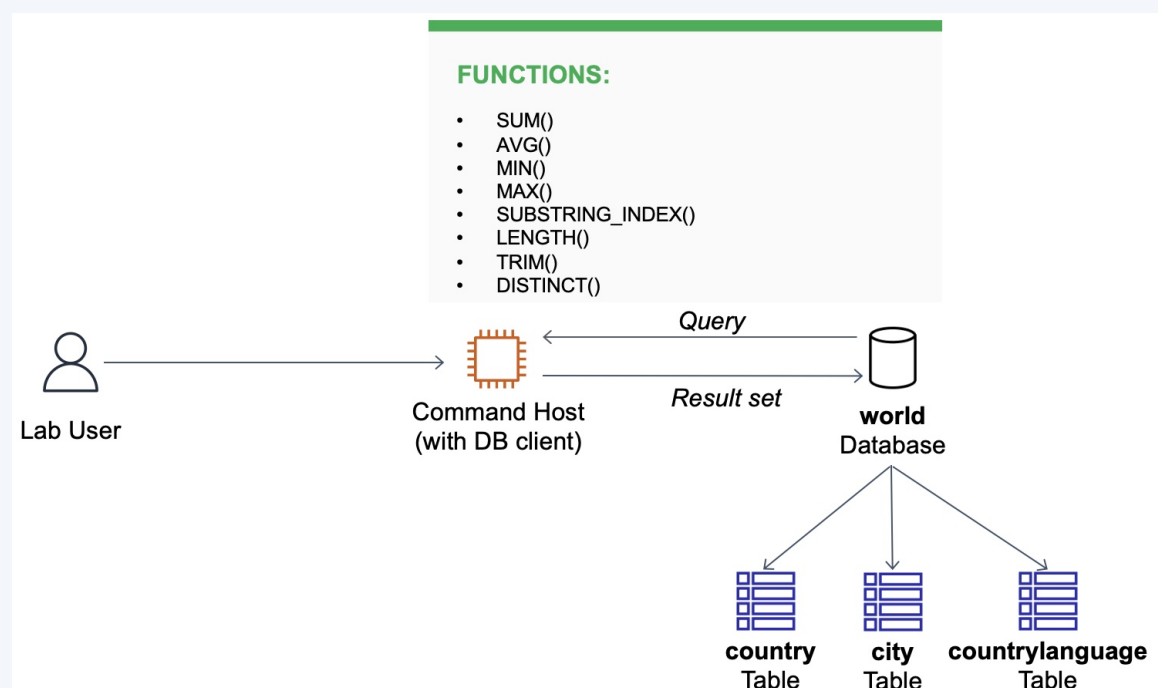 FUNCTIONS:
• SUM()
• AVG()
• MIN()
• MAX()
• SUBSTRING_INDEX()
• LENGTH()
• TRIM()
• DISTINCT()
Query
Result set
Lab User
Command Host
(with DB client)
world
Database
country
Table
city
Table
countrylanguage
Table